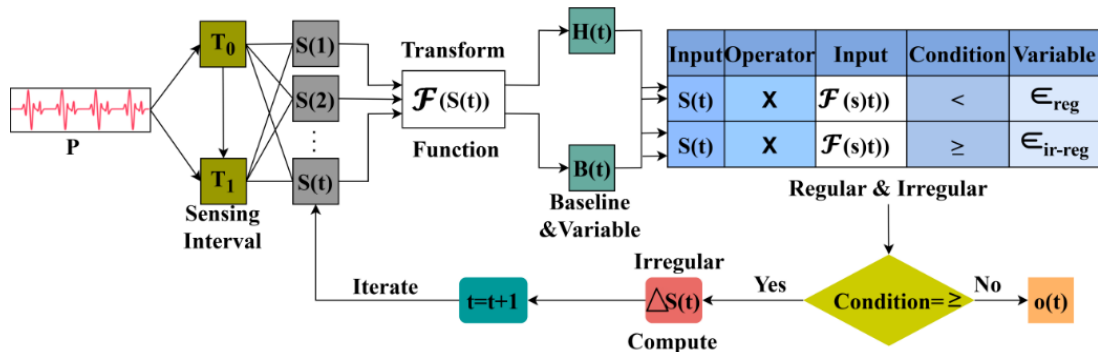 P
T0
T1
Sensing
Interval
S(1)
S(2)
⋮
S(t)
Transform
ℱ(S(t))
Function
H(t)
B(t)
Baseline
&Variable
Input Operator Input Condition Variable
S(t) X ℱ(s)t)) < ∈reg
S(t) X ℱ(s)t)) ≥ ∈ir-reg
Regular & Irregular
Condition= ≥
Yes
No
o(t)
Irregular
△S(t)
Compute
t=t+1
Iterate